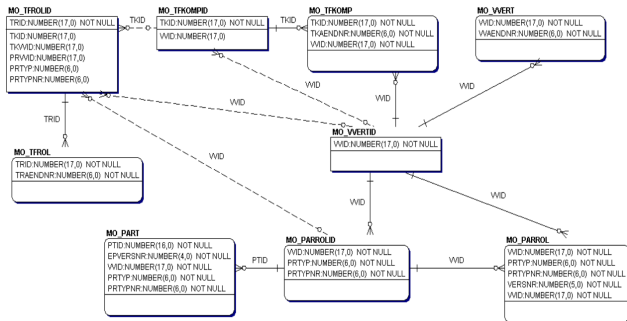 MO_TFROLID
TRID:NUMBER(17,0) NOT NULL
TKID:NUMBER(17,0)
TKVVID:NUMBER(17,0)
PRVVID:NUMBER(17,0)
PRTYP:NUMBER(6,0)
PRTYPNR:NUMBER(6,0)
TKID
MO_TFKOMPID
TKID:NUMBER(17,0) NOT NULL
VVID:NUMBER(17,0)
TKID
MO_TFKOMP
TKID:NUMBER(17,0) NOT NULL
TKAENDNR:NUMBER(6,0) NOT NULL
VVID:NUMBER(17,0) NOT NULL
MO_VVERT
VVID:NUMBER(17,0) NOT NULL
VVAENDNR:NUMBER(6,0) NOT NULL
VVID
VVID
VVID
VVID
TRID
MO_TFROL
TRID:NUMBER(17,0) NOT NULL
TRAENDNR:NUMBER(6,0) NOT NULL
MO_VVERTID
VVID:NUMBER(17,0) NOT NULL
VVID
VVID
VVID
MO_PART
PTID:NUMBER(16,0) NOT NULL
EPVERSNR:NUMBER(4,0) NOT NULL
VVID:NUMBER(17,0) NOT NULL
PRTYP:NUMBER(6,0) NOT NULL
PRTYPNR:NUMBER(6,0) NOT NULL
PTID
MO_PARROLID
VVID:NUMBER(17,0) NOT NULL
PRTYP:NUMBER(6,0) NOT NULL
PRTYPNR:NUMBER(6,0) NOT NULL
VVID
MO_PARROL
VVID:NUMBER(17,0) NOT NULL
PRTYP:NUMBER(6,0) NOT NULL
PRTYPNR:NUMBER(6,0) NOT NULL
VERSNR:NUMBER(5,0) NOT NULL
VVID:NUMBER(17,0) NOT NULL